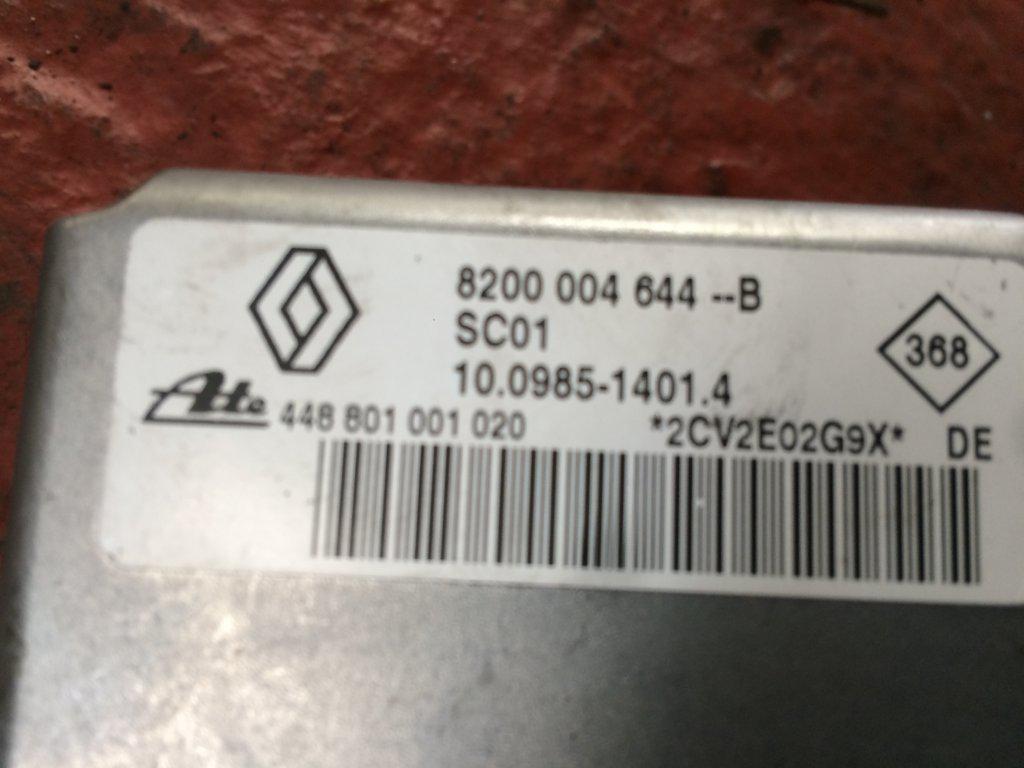 8200 004 644 --B
SC01
368
10.0985-1401.4
Ate
448 801 001 020
*2CV2E02G9X* DE